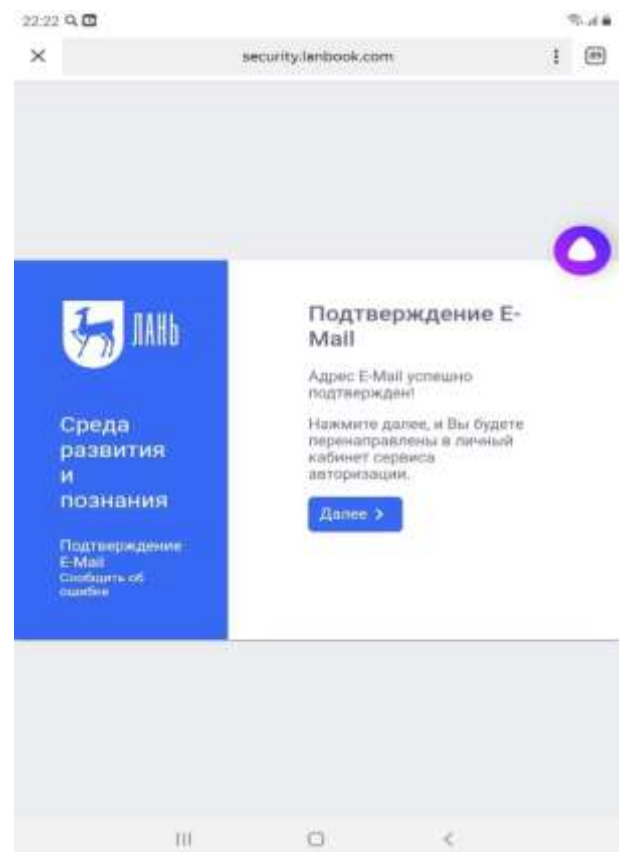 22:22
security.lanbook.com
89
ЛАНЬ
Среда
развития
и
познания
Подтверждение
E-Mail
Сообщить об
ошибке
Подтверждение E-
Mail
Адрес E-Mail успешно
подтвержден!
Нажмите далее, и Вы будете
перенаправлены в личный
кабинет сервиса
авторизации.
Далее